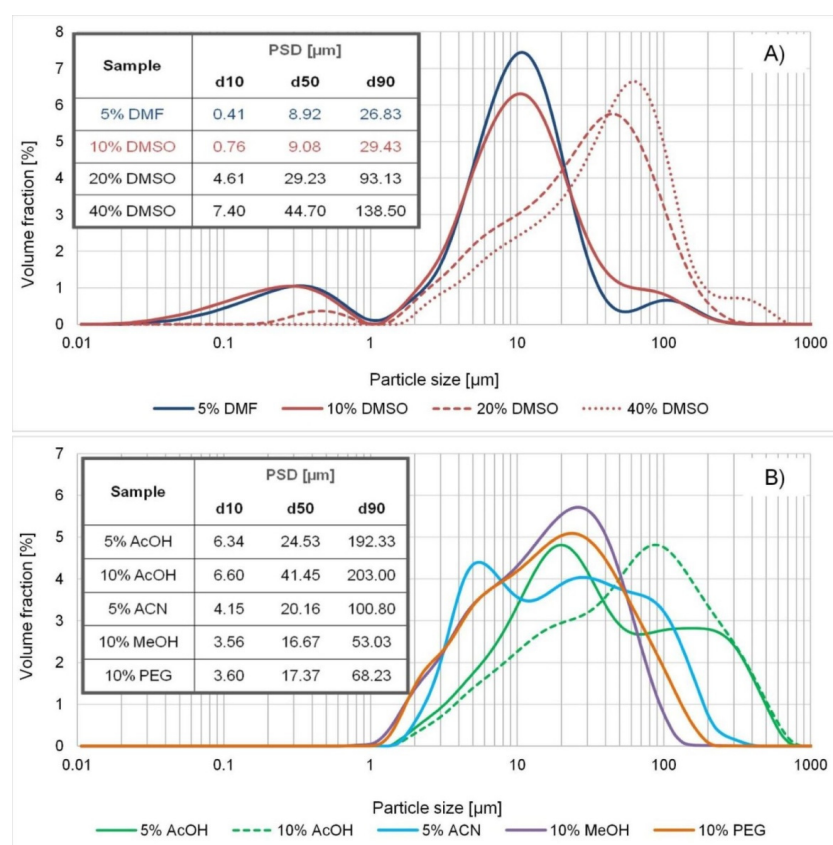 A)
Sample PSD [µm]
d10 d50 d90
5% DMF 0.41 8.92 26.83
10% DMSO 0.76 9.08 29.43
20% DMSO 4.61 29.23 93.13
40% DMSO 7.40 44.70 138.50
Volume fraction [%]
8
7
6
5
4
3
2
1
0
0.01 0.1 1 10 100 1000
Particle size [µm]
5% DMF 10% DMSO 20% DMSO 40% DMSO
B)
Sample PSD [µm]
d10 d50 d90
5% AcOH 6.34 24.53 192.33
10% AcOH 6.60 41.45 203.00
5% ACN 4.15 20.16 100.80
10% MeOH 3.56 16.67 53.03
10% PEG 3.60 17.37 68.23
Volume fraction [%]
7
6
5
4
3
2
1
0
0.01 0.1 1 10 100 1000
Particle size [µm]
5% AcOH 10% AcOH 5% ACN 10% MeOH 10% PEG